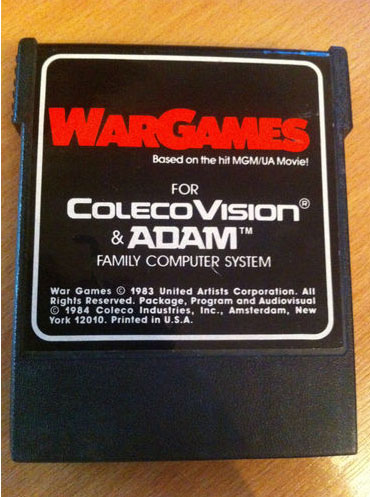 WARGAMES
Based on the hit MGM/UA Movie!
FOR
COLECOVISION®
& ADAM™
FAMILY COMPUTER SYSTEM
War Games © 1983 United Artists Corporation. All
Rights Reserved. Package, Program and Audiovisual
© 1984 Coleco Industries, Inc., Amsterdam, New
York 12010. Printed in U.S.A.